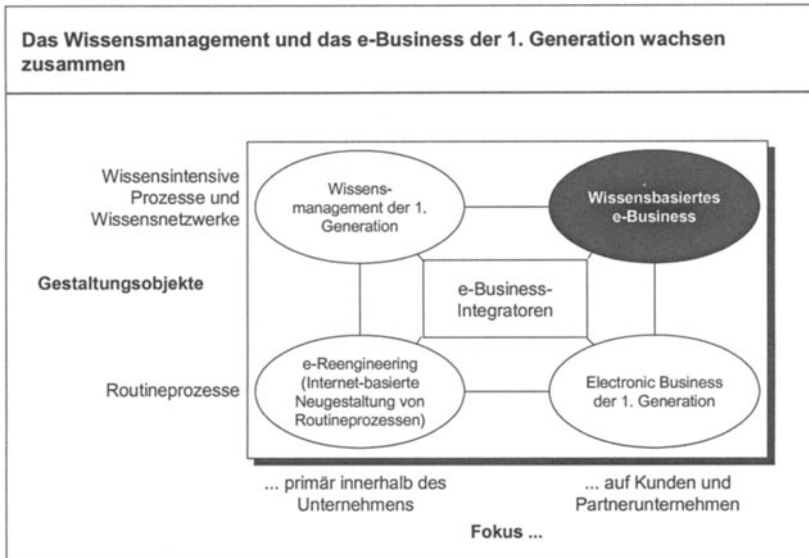 Das Wissensmanagement und das e-Business der 1. Generation wachsen
zusammen
Wissensintensive
Prozesse und
Wissensnetzwerke
Wissens-
management der 1.
Generation
Wissensbasiertes
e-Business
Gestaltungsobjekte
e-Business-
Integratoren
Routineprozesse
e-Reengineering
(Internet-basierte
Neugestaltung von
Routineprozessen)
Electronic Business
der 1. Generation
... primär innerhalb des
Unternehmens
... auf Kunden und
Partnerunternehmen
Fokus ...